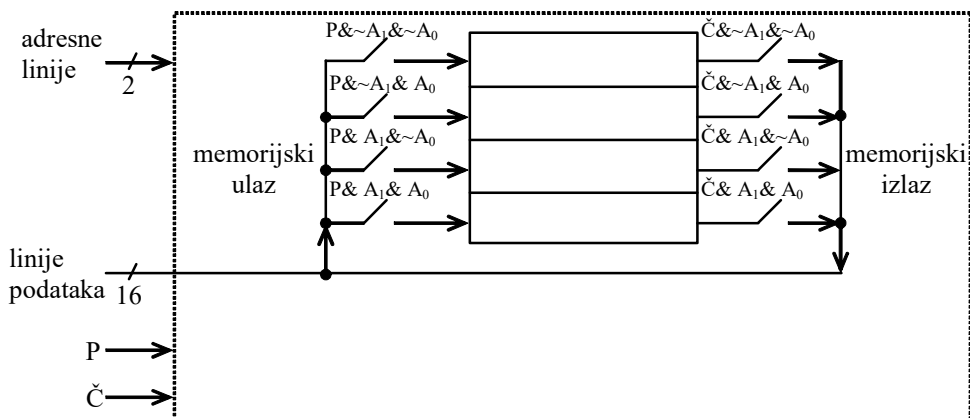 adresne
linije
2
P&~A₁&~A₀
Č&~A₁&~A₀
P&~A₁& A₀
Č&~A₁& A₀
memorijski
ulaz
P& A₁&~A₀
Č& A₁&~A₀
memorijski
izlaz
P& A₁& A₀
Č& A₁& A₀
linije
podataka
16
P
Č